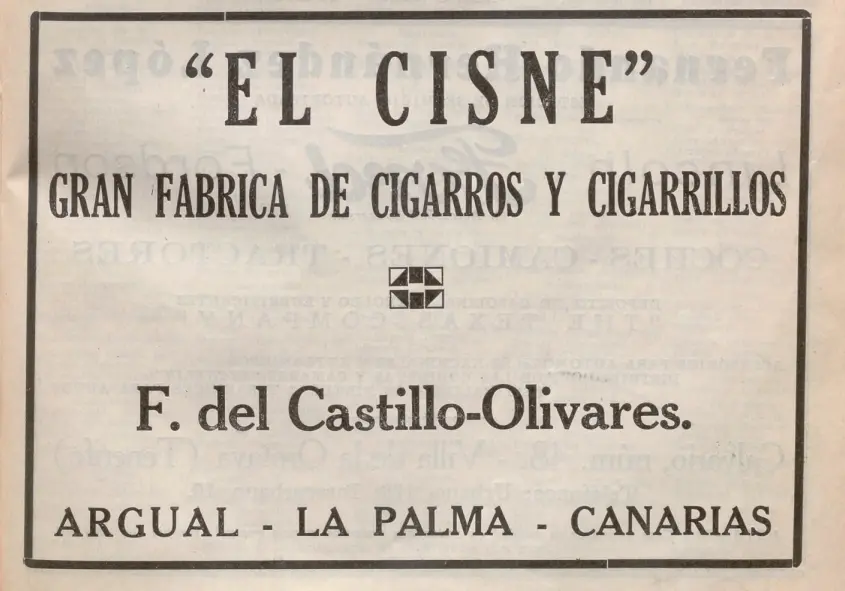 “EL CISNE”
GRAN FABRICA DE CIGARROS Y CIGARRILLOS
F. del Castillo-Olivares.
ARGUAL - LA PALMA - CANARIAS